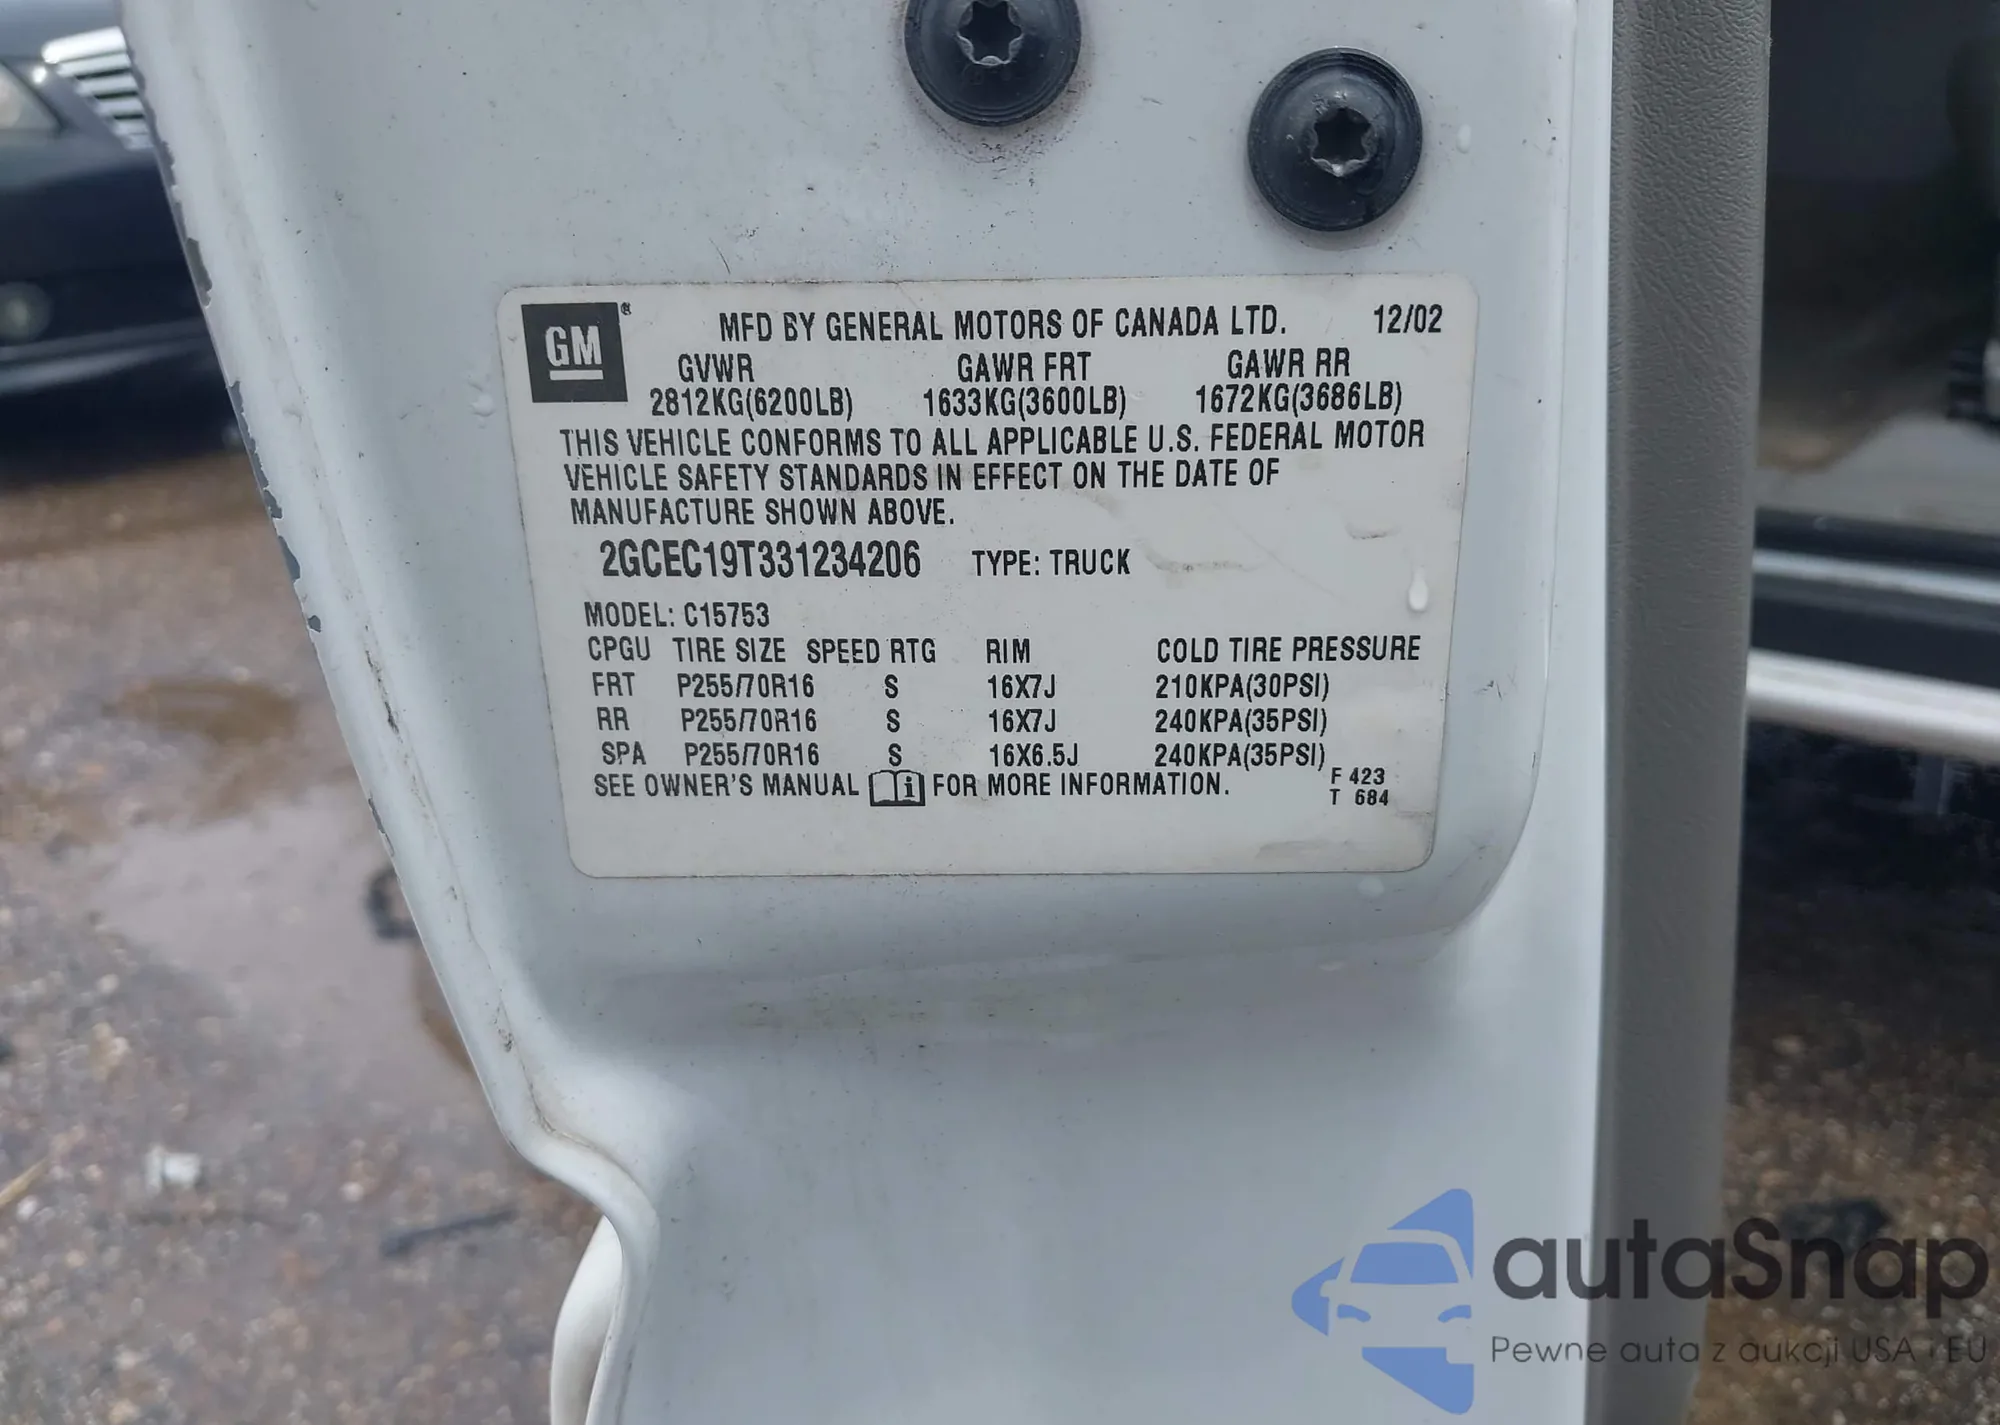 GM ® MFD BY GENERAL MOTORS OF CANADA LTD. 12/02
GVWR GAWR FRT GAWR RR
2812KG(6200LB) 1633KG(3600LB) 1672KG(3686LB)
THIS VEHICLE CONFORMS TO ALL APPLICABLE U.S. FEDERAL MOTOR
VEHICLE SAFETY STANDARDS IN EFFECT ON THE DATE OF
MANUFACTURE SHOWN ABOVE.
2GCEC19T331234206 TYPE: TRUCK
MODEL: C15753
CPGU TIRE SIZE SPEED RTG RIM COLD TIRE PRESSURE
FRT P255/70R16 S 16X7J 210KPA(30PSI)
RR P255/70R16 S 16X7J 240KPA(35PSI)
SPA P255/70R16 S 16X6.5J 240KPA(35PSI)
SEE OWNER'S MANUAL i FOR MORE INFORMATION. F 423
T 684
autaSnap
Pewne auta z aukcji USA i EU